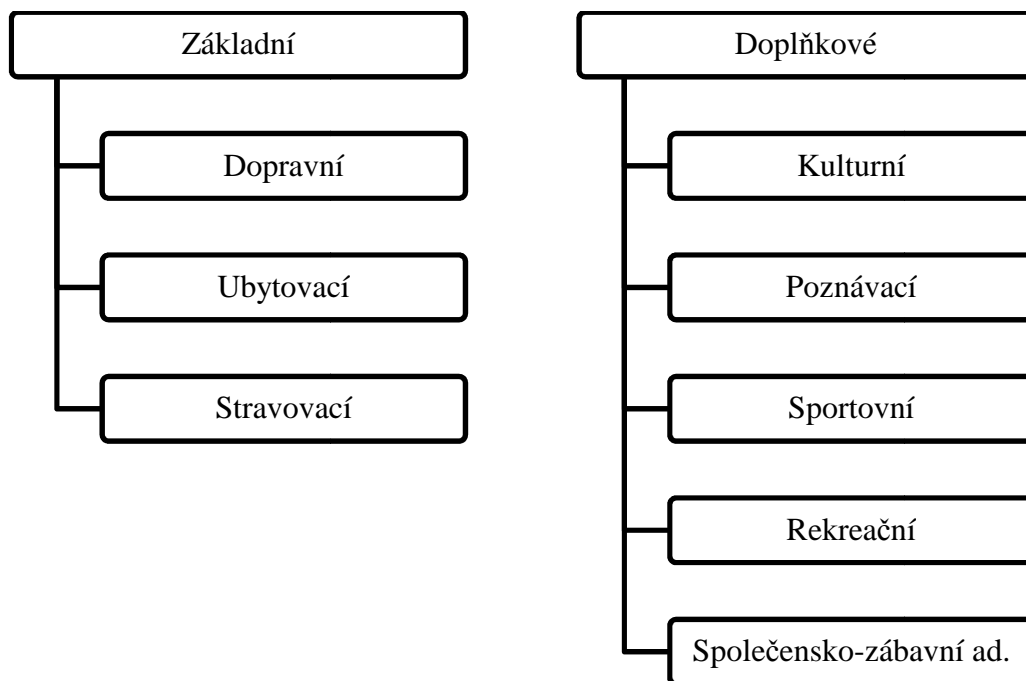 Základní
Dopravní
Ubytovací
Stravovací
Doplňkové
Kulturní
Poznávací
Sportovní
Rekreační
Společensko-zábavní ad.